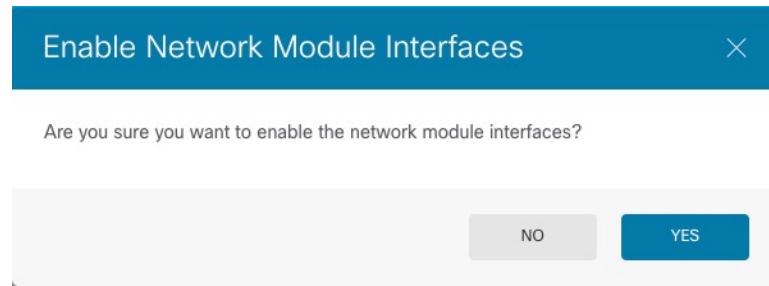 Enable Network Module Interfaces
Are you sure you want to enable the network module interfaces?
NO
YES